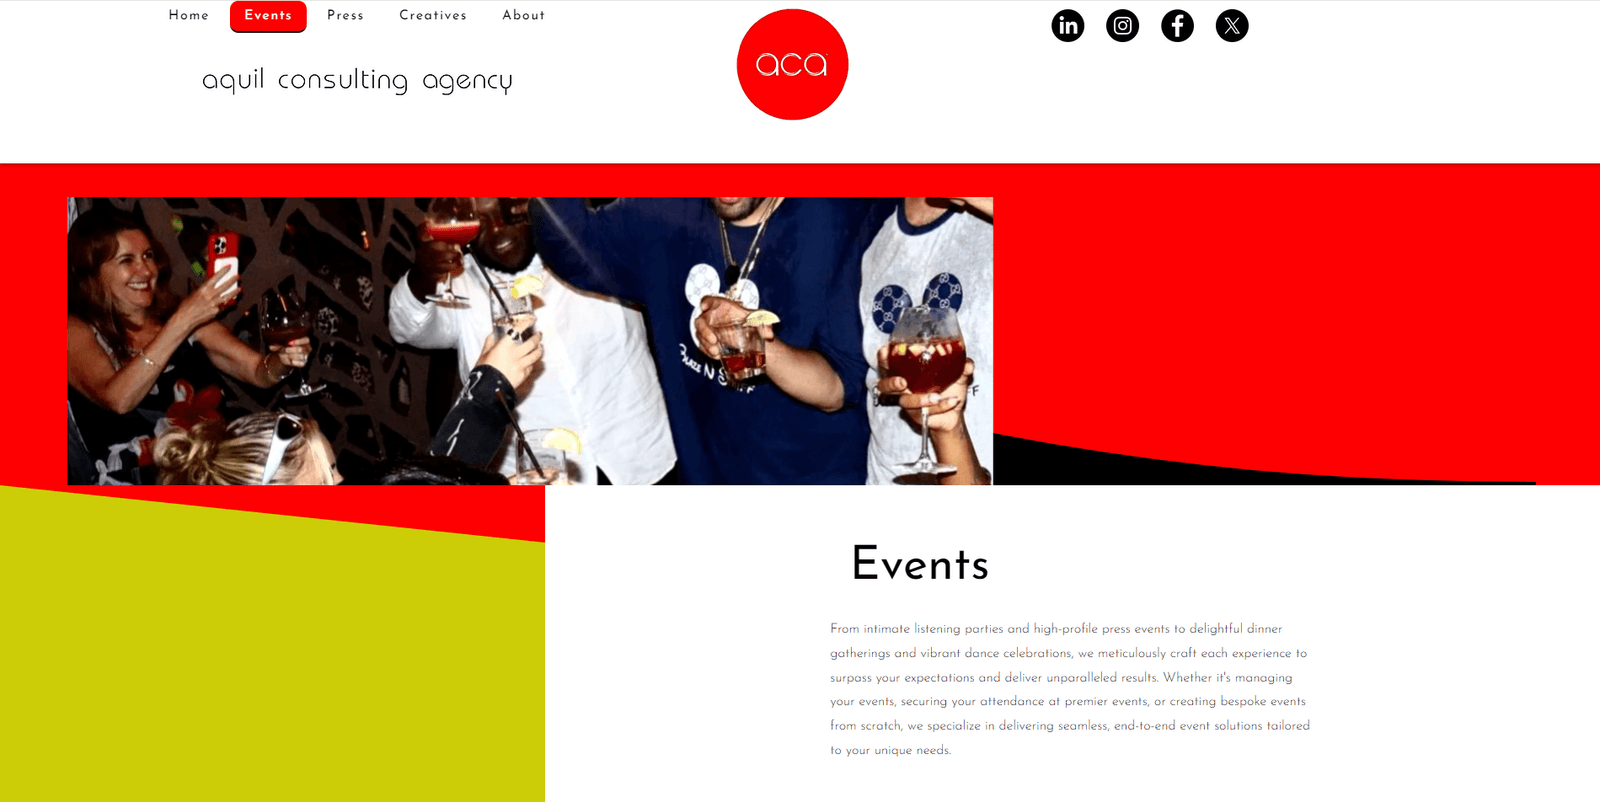 Home Events Press Creatives About
aquil consulting agency
aca
Events
From intimate listening parties and high-profile press events to delightful dinner
gatherings and vibrant dance celebrations, we meticulously craft each experience to
surpass your expectations and deliver unparalleled results. Whether it's managing
your events, securing your attendance at premier events, or creating bespoke events
from scratch, we specialize in delivering seamless, end-to-end event solutions tailored
to your unique needs.